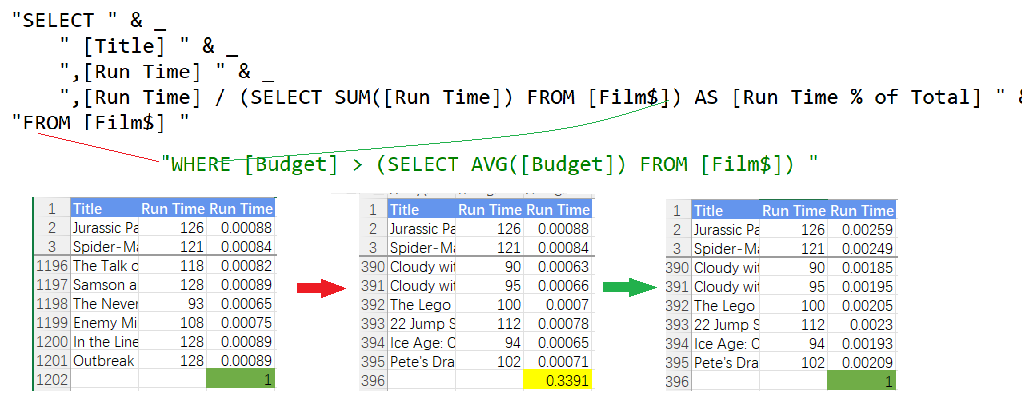 "SELECT " & _
" [Title] " & _
",[Run Time] " & _
",[Run Time] / (SELECT SUM([Run Time]) FROM [Film$]) AS [Run Time % of Total] " &
"FROM [Film$] "
"WHERE [Budget] > (SELECT AVG([Budget]) FROM [Film$]) "
1 Title Run Time Run Time
2 Jurassic Pa 126 0.00088
3 Spider-Ma 121 0.00084
1196 The Talk o 118 0.00082
1197 Samson a 128 0.00089
1198 The Never 93 0.00065
1199 Enemy Mi 108 0.00075
1200 In the Line 128 0.00089
1201 Outbreak 128 0.00089
1202 1
1 Title Run Time Run Time
2 Jurassic Pa 126 0.00088
3 Spider-Ma 121 0.00084
390 Cloudy wit 90 0.00063
391 Cloudy wit 95 0.00066
392 The Lego 100 0.0007
393 22 Jump S 112 0.00078
394 Ice Age: C 94 0.00065
395 Pete's Dra 102 0.00071
396 0.3391
1 Title Run Time Run Time
2 Jurassic Pa 126 0.00259
3 Spider-Ma 121 0.00249
390 Cloudy wit 90 0.00185
391 Cloudy wit 95 0.00195
392 The Lego 100 0.00205
393 22 Jump S 112 0.0023
394 Ice Age: C 94 0.00193
395 Pete's Dra 102 0.00209
396 1